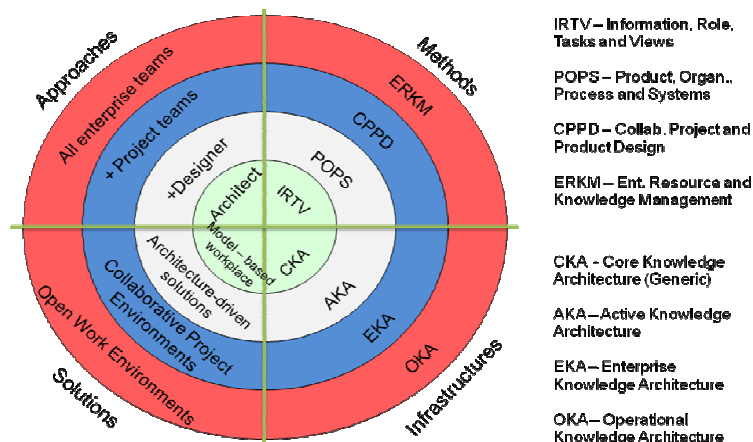 Approaches
Methods
All enterprise teams
+ Project teams
+Designer
Architect
ERKM
CPPD
POPS
IRTV
Model – based
workplace
Architecture-driven
solutions
Collaborative Project
Environments
Open Work Environments
CKA
AKA
EKA
OKA
Solutions
Infrastructures
IRTV – Information, Role,
Tasks and Views
POPS – Product, Organ.,
Process and Systems
CPPD – Collab. Project and
Product Design
ERKM – Ent. Resource and
Knowledge Management
CKA - Core Knowledge
Architecture (Generic)
AKA – Active Knowledge
Architecture
EKA – Enterprise
Knowledge Architecture
OKA – Operational
Knowledge Architecture